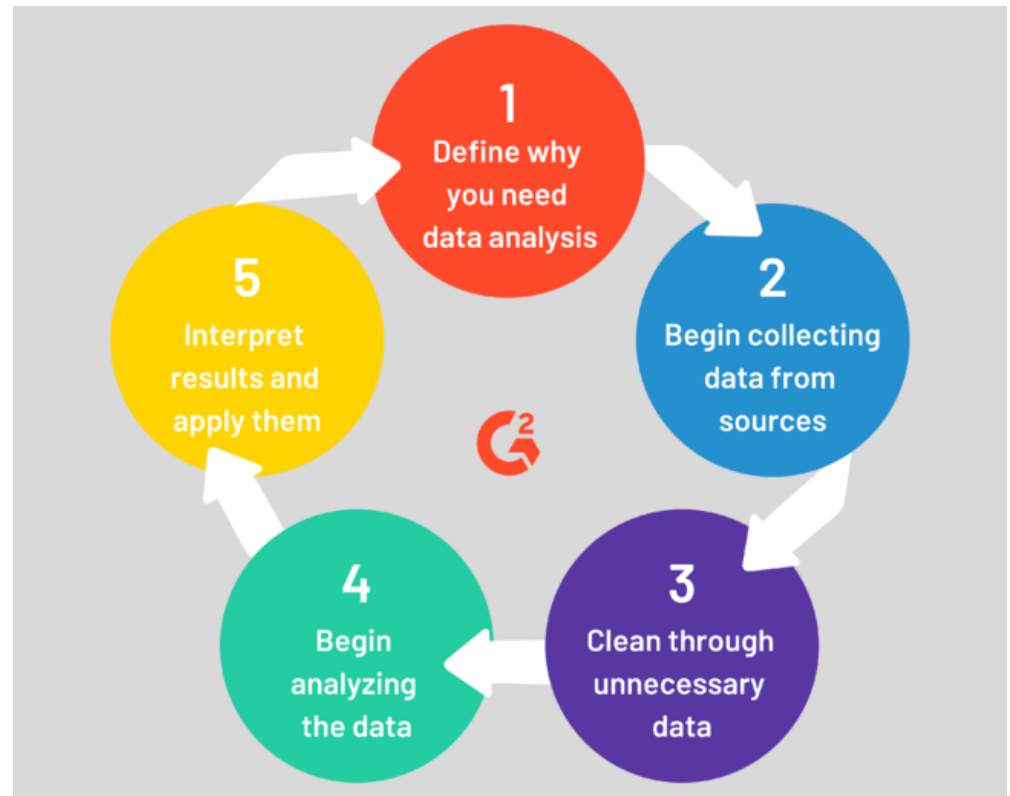 1
Define why
you need
data analysis
2
Begin collecting
data from
sources
3
Clean through
unnecessary
data
4
Begin
analyzing
the data
5
Interpret
results and
apply them
G2